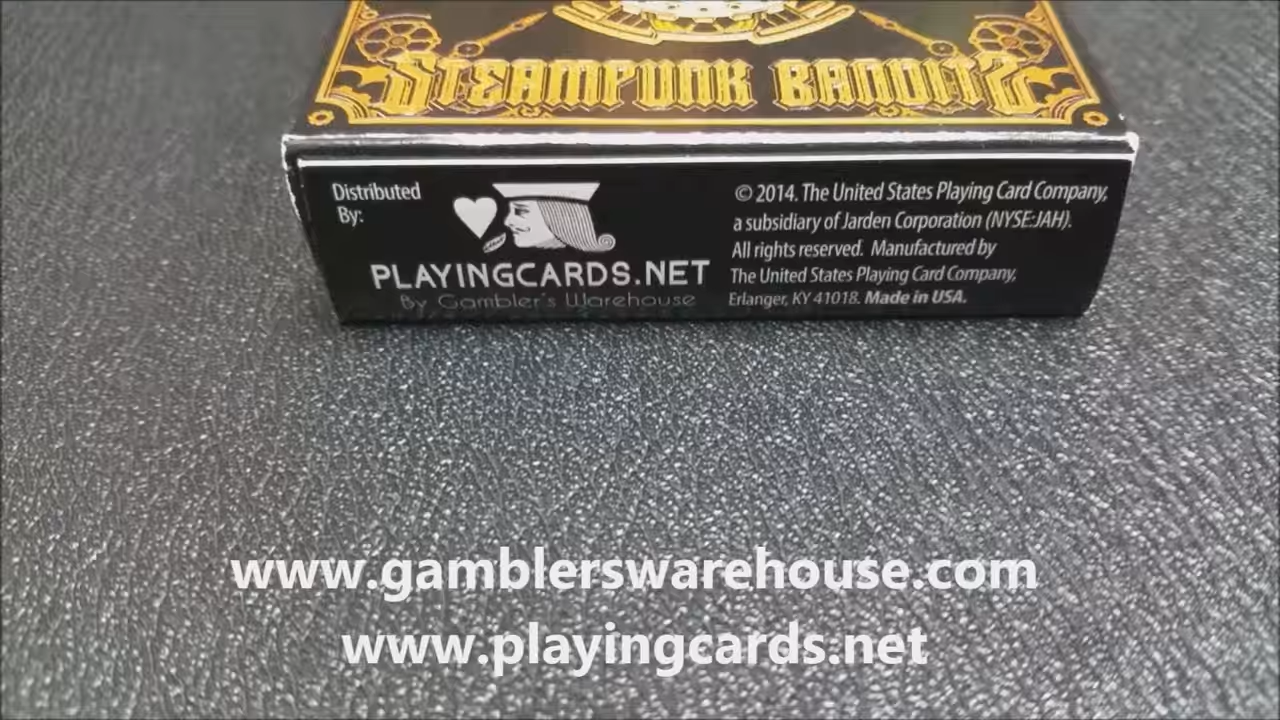 STEAMPUNK BANDITS
Distributed
By:
PLAYINGCARDS.NET
By Gambler's Warehouse
© 2014. The United States Playing Card Company,
a subsidiary of Jarden Corporation (NYSE:JAH).
All rights reserved. Manufactured by
The United States Playing Card Company,
Erlanger, KY 41018. Made in USA.
www.gamblerswarehouse.com
www.playingcards.net